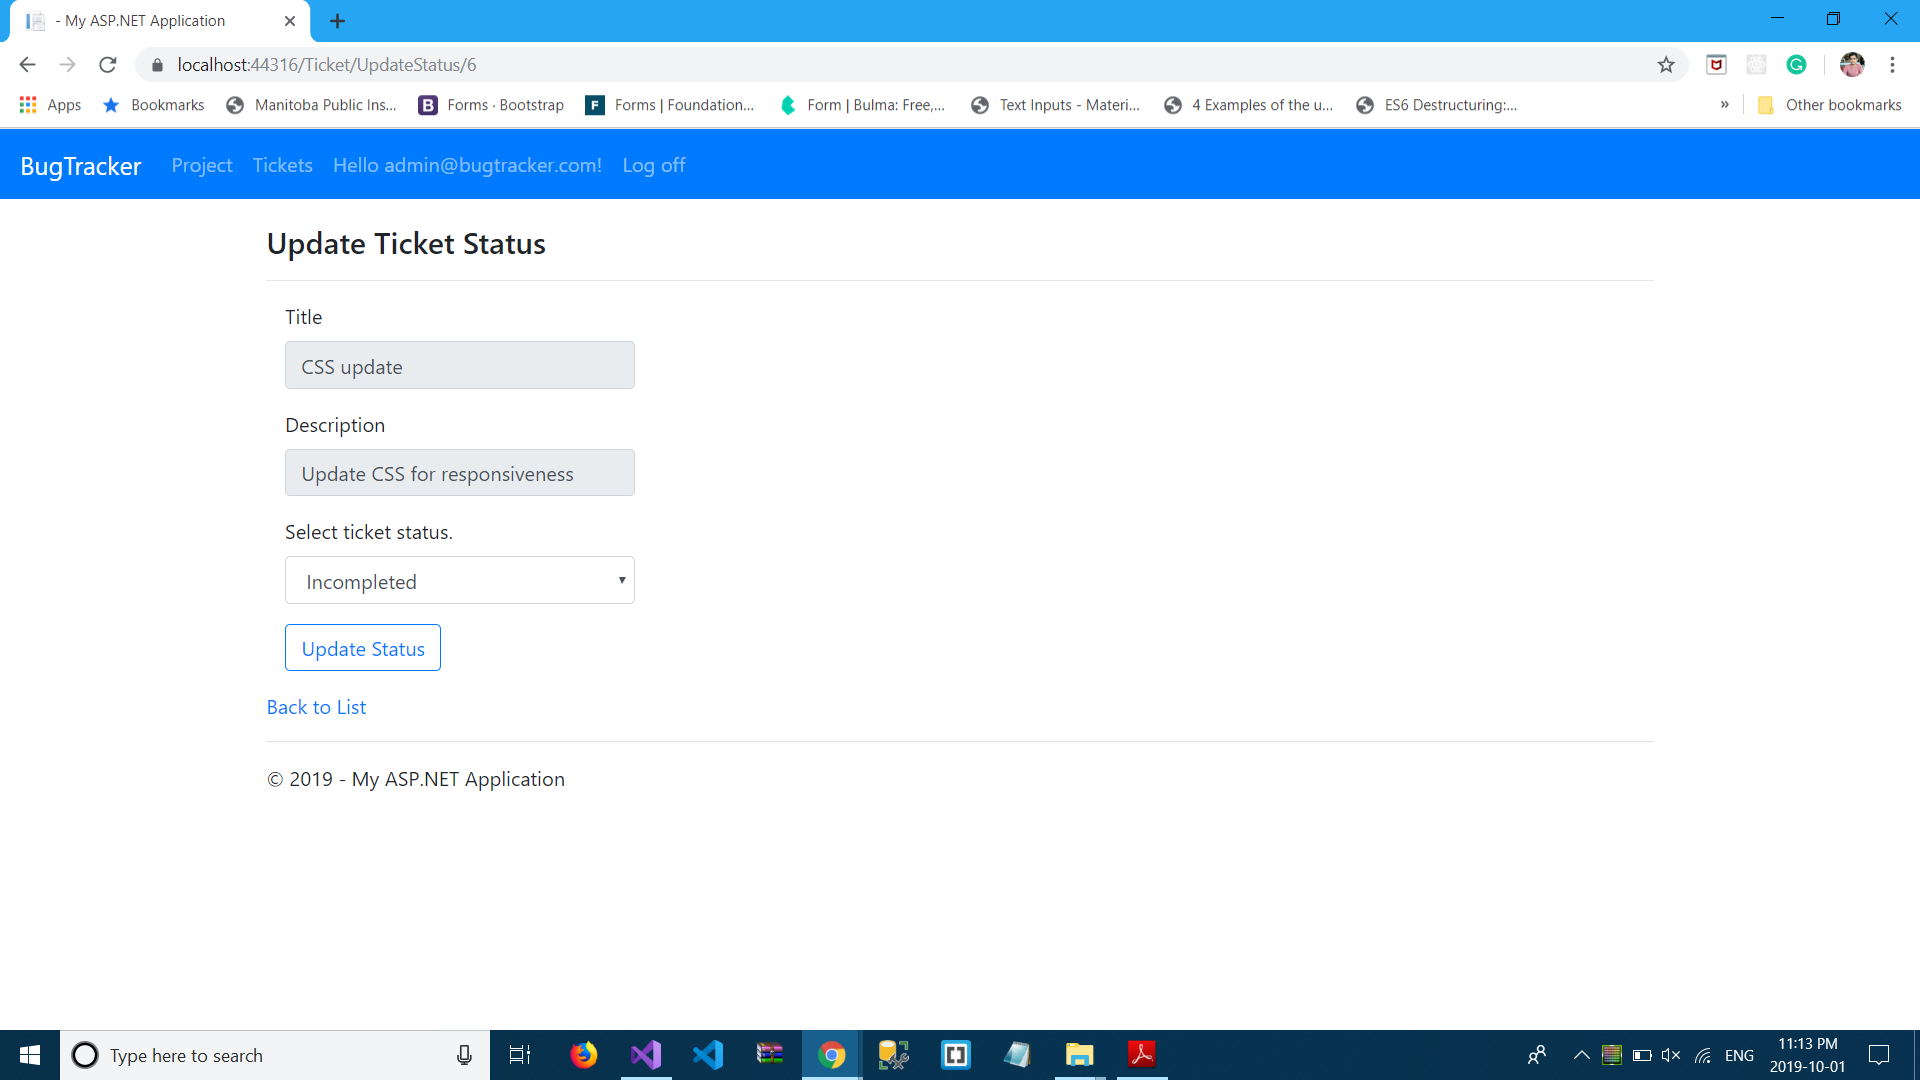 - My ASP.NET Application
localhost:44316/Ticket/UpdateStatus/6
Apps Bookmarks Manitoba Public Ins... B Forms · Bootstrap F Forms | Foundation... Form | Bulma: Free,... Text Inputs - Materi... 4 Examples of the u... ES6 Destructuring:... » Other bookmarks
BugTracker Project Tickets Hello admin@bugtracker.com! Log off
Update Ticket Status
Title
CSS update
Description
Update CSS for responsiveness
Select ticket status.
Incompleted
Update Status
Back to List
© 2019 - My ASP.NET Application
Type here to search
ENG
11:13 PM
2019-10-01